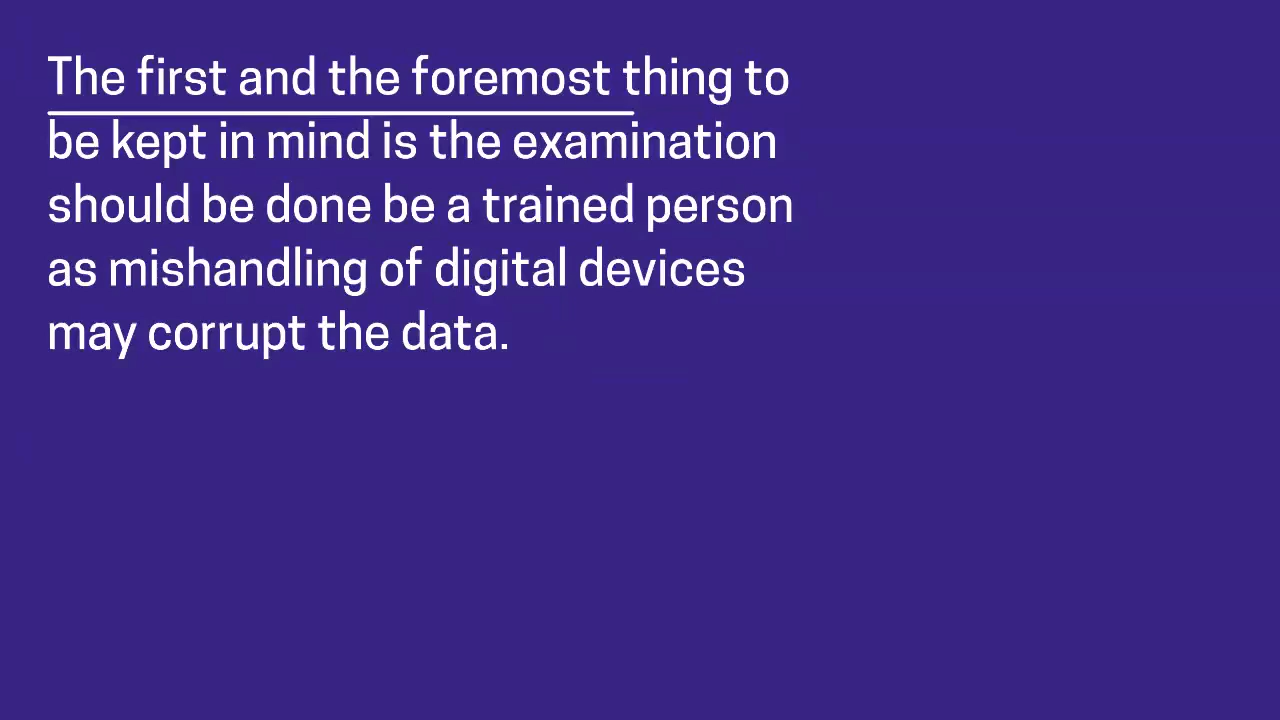 The first and the foremost thing to
be kept in mind is the examination
should be done be a trained person
as mishandling of digital devices
may corrupt the data.